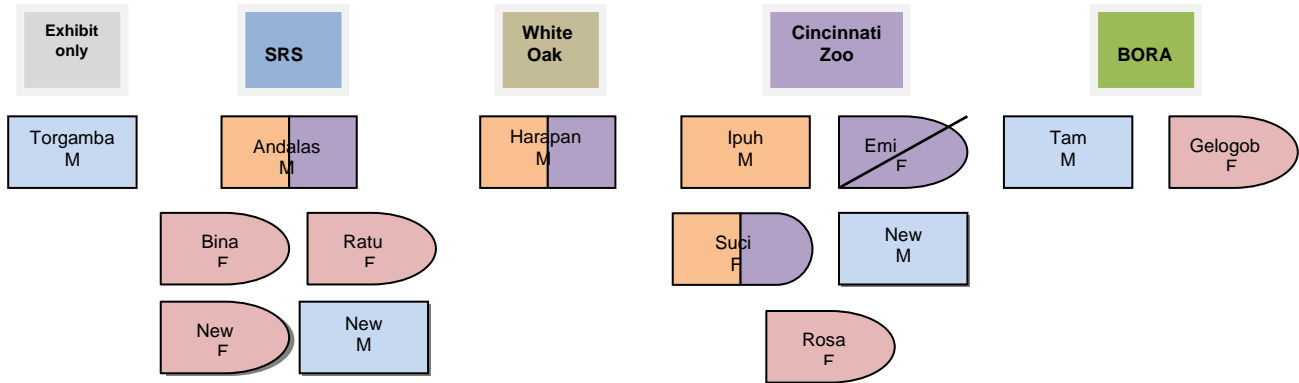 Exhibit
only
SRS
White
Oak
Cincinnati
Zoo
BORA
Torgamba
M
Andalas
M
Harapan
M
Ipuh
M
Emi
F
Tam
M
Gelogob
F
Bina
F
Ratu
F
Suci
F
New
M
New
F
New
M
Rosa
F